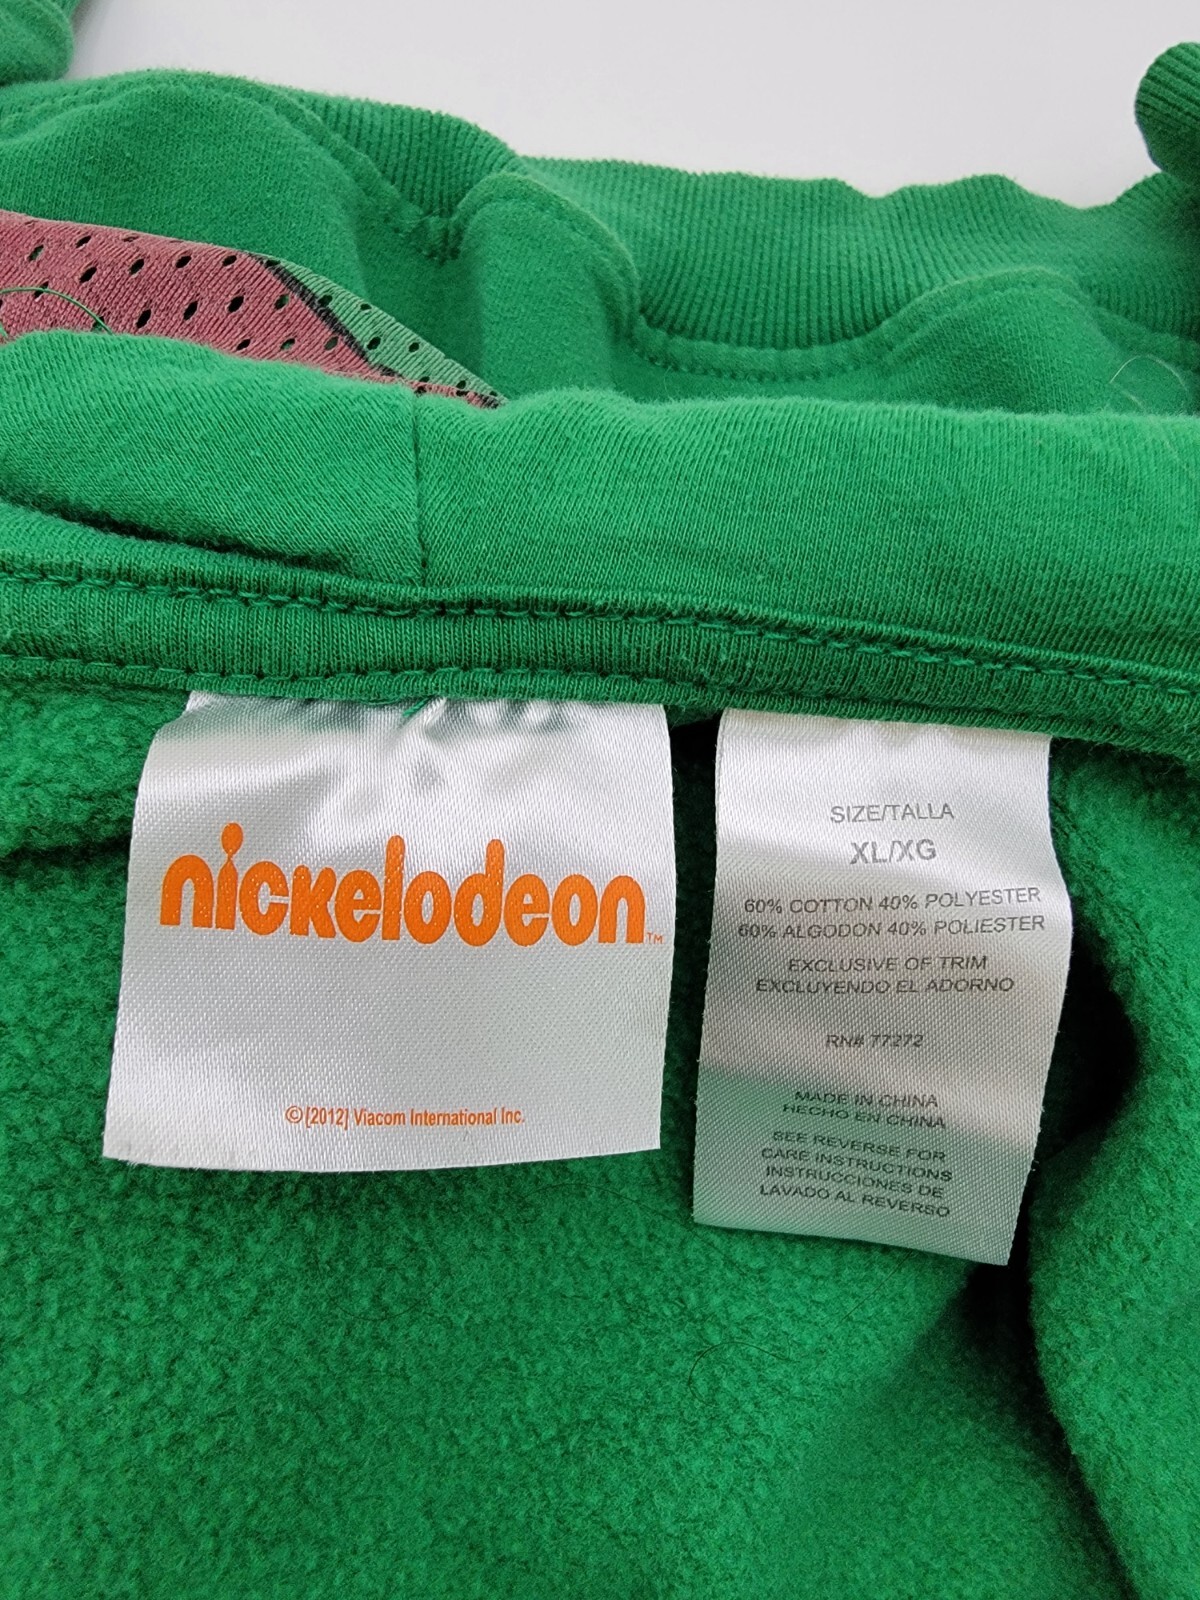 nickelodeon™
©[2012] Viacom International Inc.
SIZE/TALLA
XL/XG
60% COTTON 40% POLYESTER
60% ALGODON 40% POLIESTER
EXCLUSIVE OF TRIM
EXCLUYENDO EL ADORNO
RN# 77272
MADE IN CHINA
HECHO EN CHINA
SEE REVERSE FOR
CARE INSTRUCTIONS
INSTRUCCIONES DE
LAVADO AL REVERSO